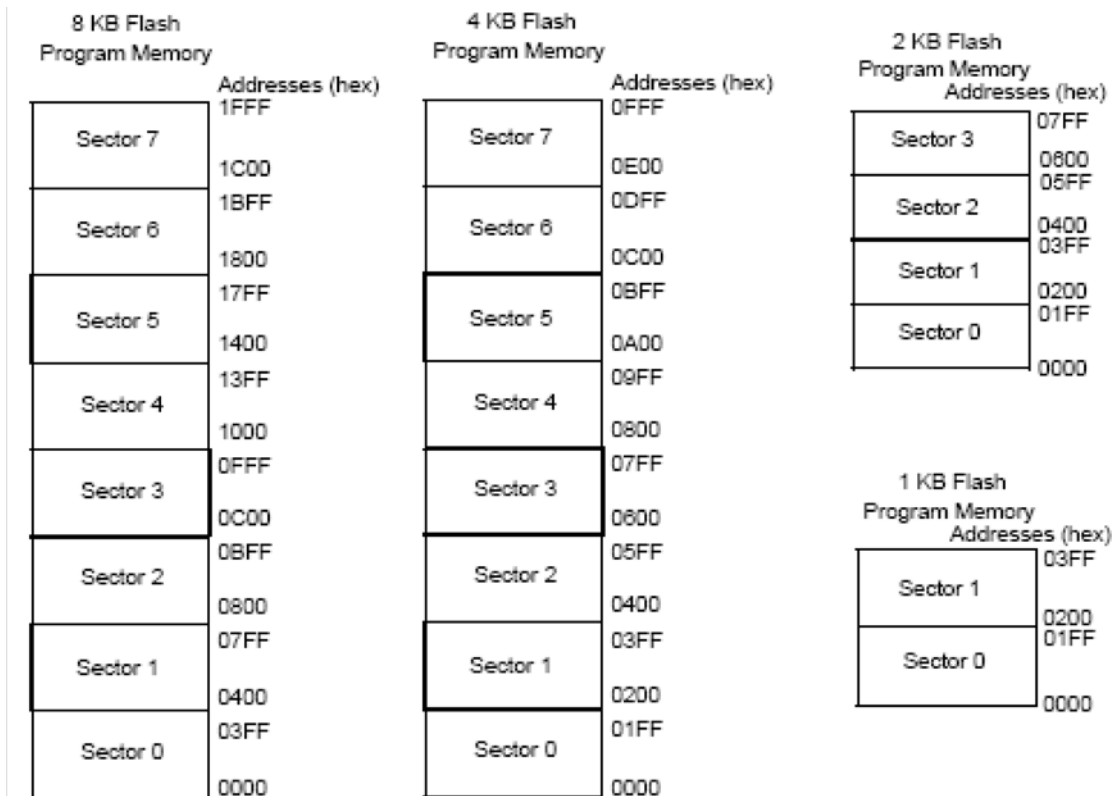 8 KB Flash
Program Memory
Addresses (hex)
1FFF
Sector 7
1C00
1BFF
Sector 6
1800
17FF
Sector 5
1400
13FF
Sector 4
1000
0FFF
Sector 3
0C00
0BFF
Sector 2
0800
07FF
Sector 1
0400
03FF
Sector 0
0000
4 KB Flash
Program Memory
Addresses (hex)
0FFF
Sector 7
0E00
0DFF
Sector 6
0C00
0BFF
Sector 5
0A00
09FF
Sector 4
0800
07FF
Sector 3
0600
05FF
Sector 2
0400
03FF
Sector 1
0200
01FF
Sector 0
0000
2 KB Flash
Program Memory
Addresses (hex)
07FF
Sector 3
0600
05FF
Sector 2
0400
03FF
Sector 1
0200
01FF
Sector 0
0000
1 KB Flash
Program Memory
Addresses (hex)
03FF
Sector 1
0200
01FF
Sector 0
0000